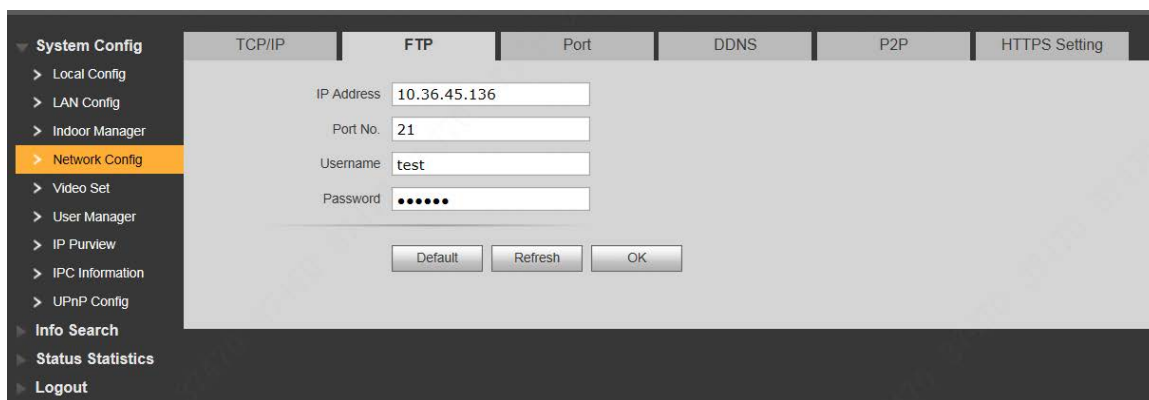 System Config
Local Config
LAN Config
Indoor Manager
Network Config
Video Set
User Manager
IP Purview
IPC Information
UPnP Config
Info Search
Status Statistics
Logout
TCP/IP FTP Port DDNS P2P HTTPS Setting
IP Address 10.36.45.136
Port No. 21
Username test
Password ●●●●●●
Default Refresh OK